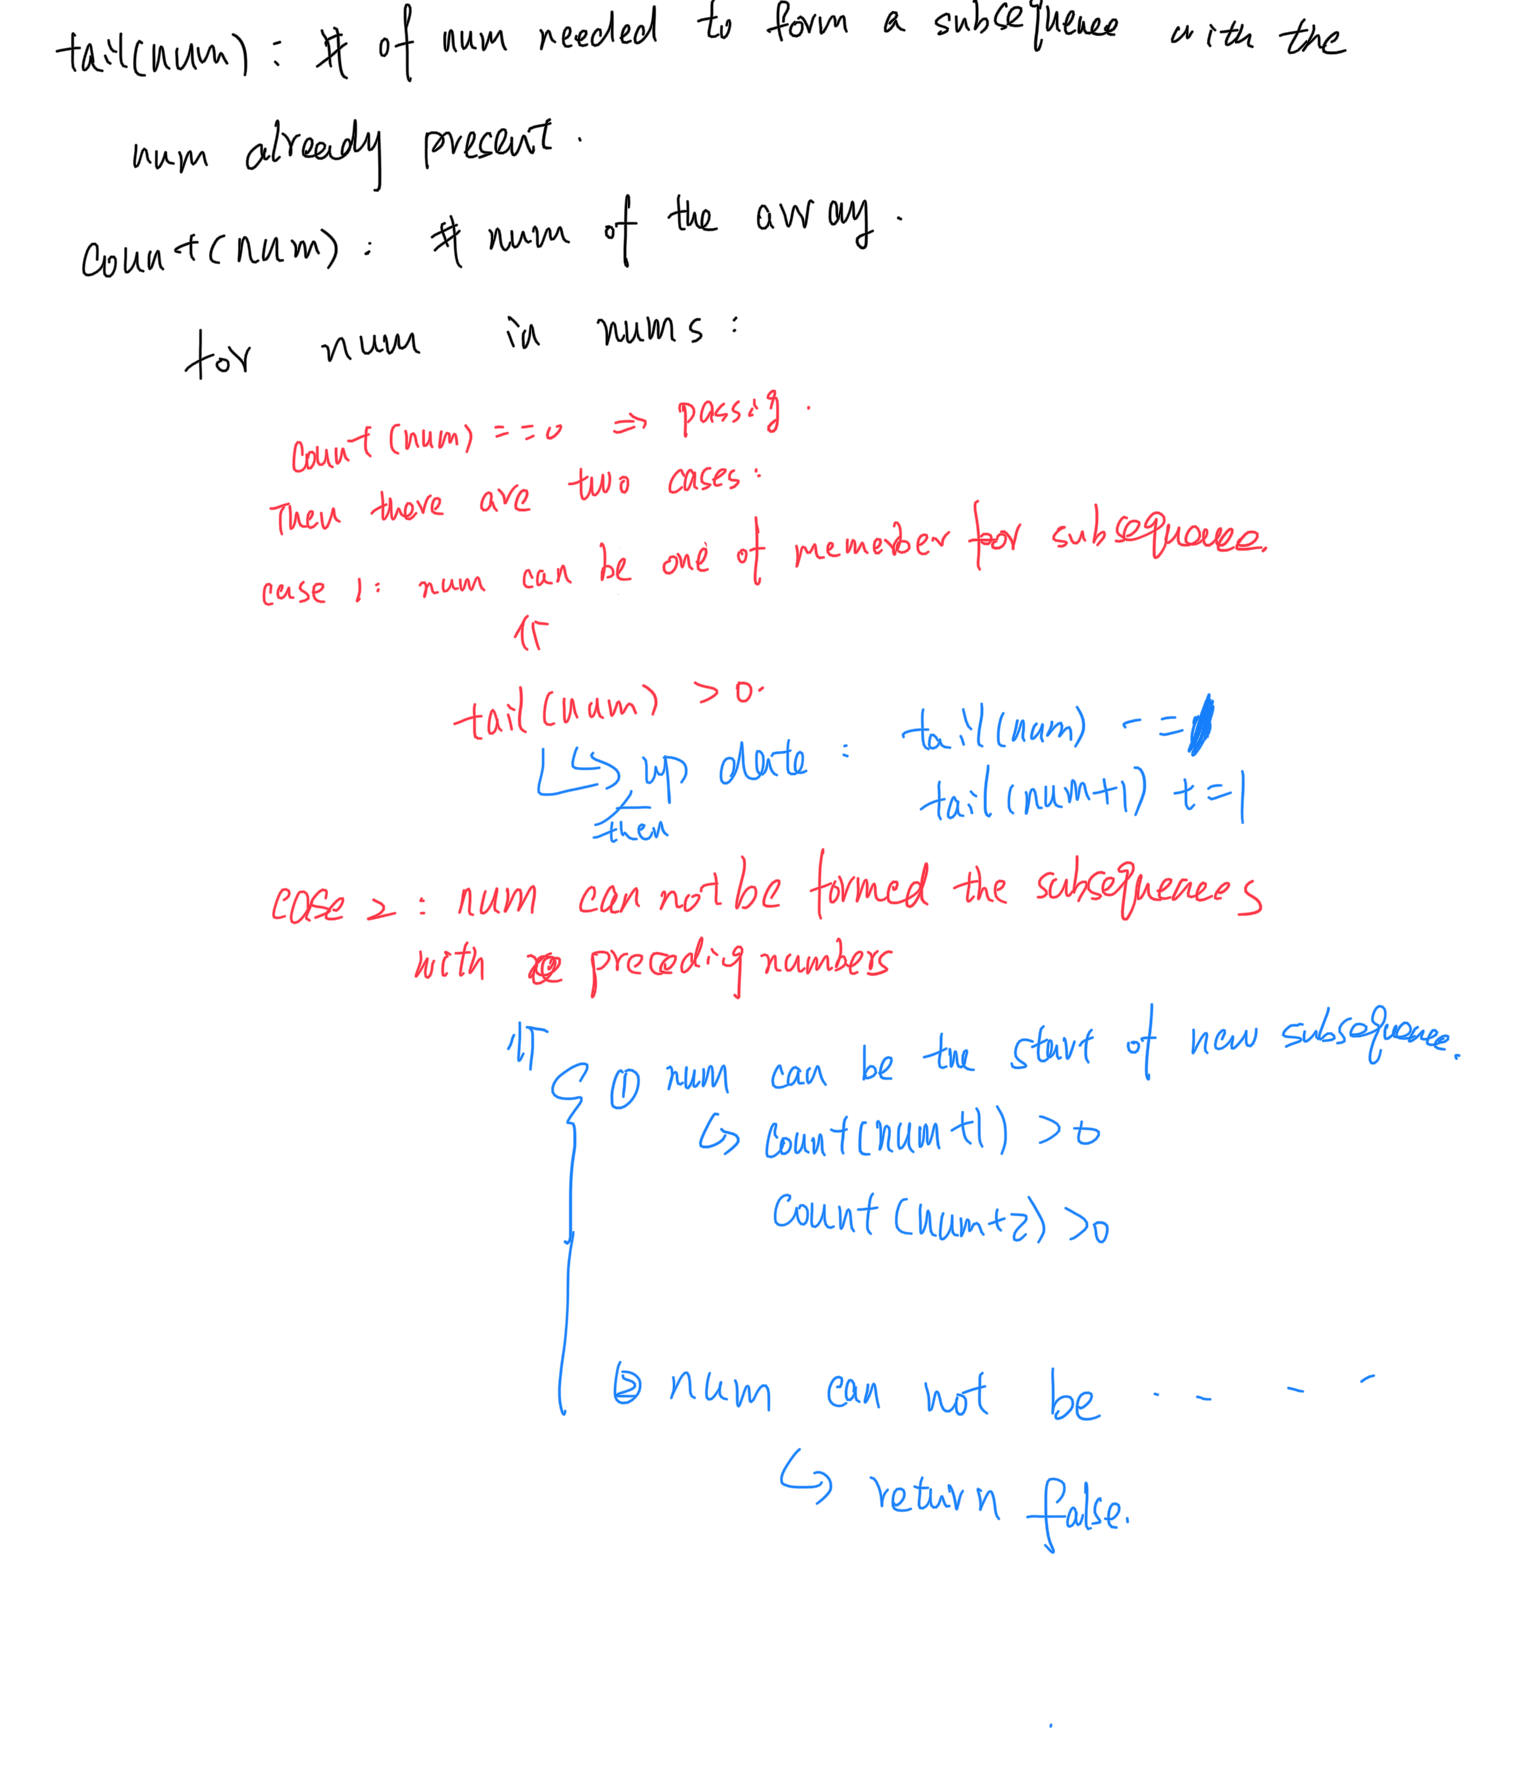 tail(num) : # of num needed to form a subsequence with the
num already present .
Count(num) : # num of the array .
for num in nums :
Count (num) = = 0 ⇒ passig .
Then there are two cases :
case 1 : num can be one of memember for subsequence.
⇑
tail (num) > 0 .
↳ update : tail(num) - = 1
then
tail (num+1) += 1
case 2 : num can not be formed the subsequences
with precedig numbers
⇑
① num can be the start of new subsequence.
↳ Count(num+1) > 0
Count (num+2) > 0
② num can not be . - - -
↳ return false.